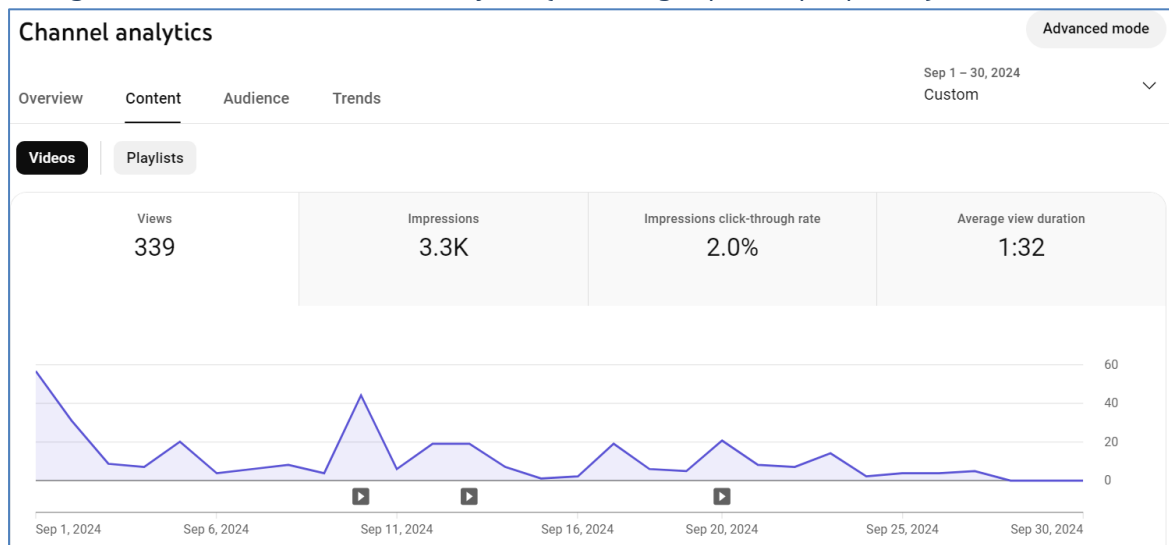 Channel analytics
Advanced mode
Overview Content Audience Trends
Sep 1 – 30, 2024
Custom
Videos Playlists
Views
339
Impressions
3.3K
Impressions click-through rate
2.0%
Average view duration
1:32
60
40
20
0
Sep 1, 2024 Sep 6, 2024 Sep 11, 2024 Sep 16, 2024 Sep 20, 2024 Sep 25, 2024 Sep 30, 2024